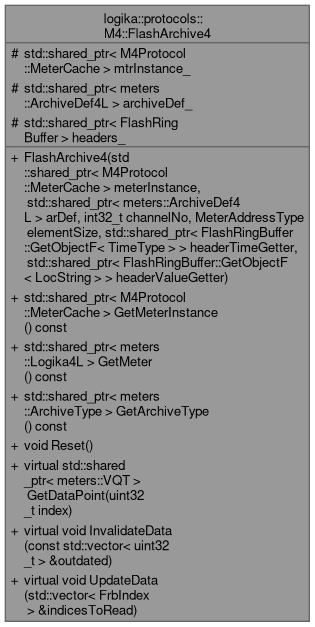 logika::protocols::
M4::FlashArchive4
# std::shared_ptr< M4Protocol
::MeterCache > mtrInstance_
# std::shared_ptr< meters
::ArchiveDef4L > archiveDef_
# std::shared_ptr< FlashRing
Buffer > headers_
+ FlashArchive4(std
::shared_ptr< M4Protocol
::MeterCache > meterInstance,
std::shared_ptr< meters::ArchiveDef4
L > arDef, int32_t channelNo, MeterAddressType
elementSize, std::shared_ptr< FlashRingBuffer
::GetObjectF< TimeType > > headerTimeGetter,
std::shared_ptr< FlashRingBuffer::GetObjectF
< LocString > > headerValueGetter)
+ std::shared_ptr< M4Protocol
::MeterCache > GetMeterInstance
() const
+ std::shared_ptr< meters
::Logika4L > GetMeter
() const
+ std::shared_ptr< meters
::ArchiveType > GetArchiveType
() const
+ void Reset()
+ virtual std::shared
_ptr< meters::VQT >
GetDataPoint(uint32
_t index)
+ virtual void InvalidateData
(const std::vector< uint32
_t > &outdated)
+ virtual void UpdateData
(std::vector< FrbIndex
> &indicesToRead)